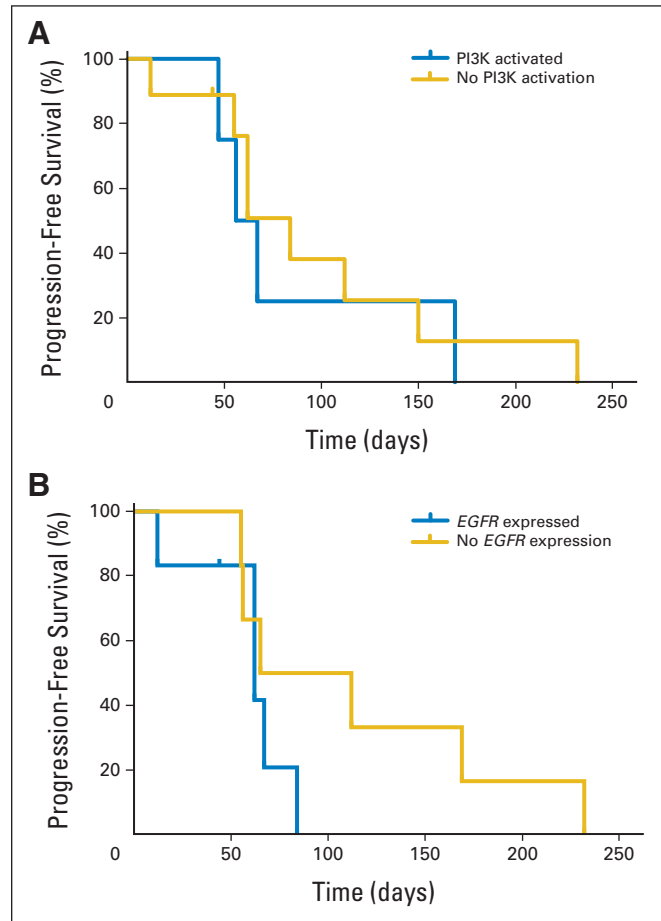 A
PI3K activated
No PI3K activation
Progression-Free Survival (%)
100
80
60
40
20
0
50
100
150
200
250
Time (days)
B
EGFR expressed
No EGFR expression
Progression-Free Survival (%)
100
80
60
40
20
0
50
100
150
200
250
Time (days)